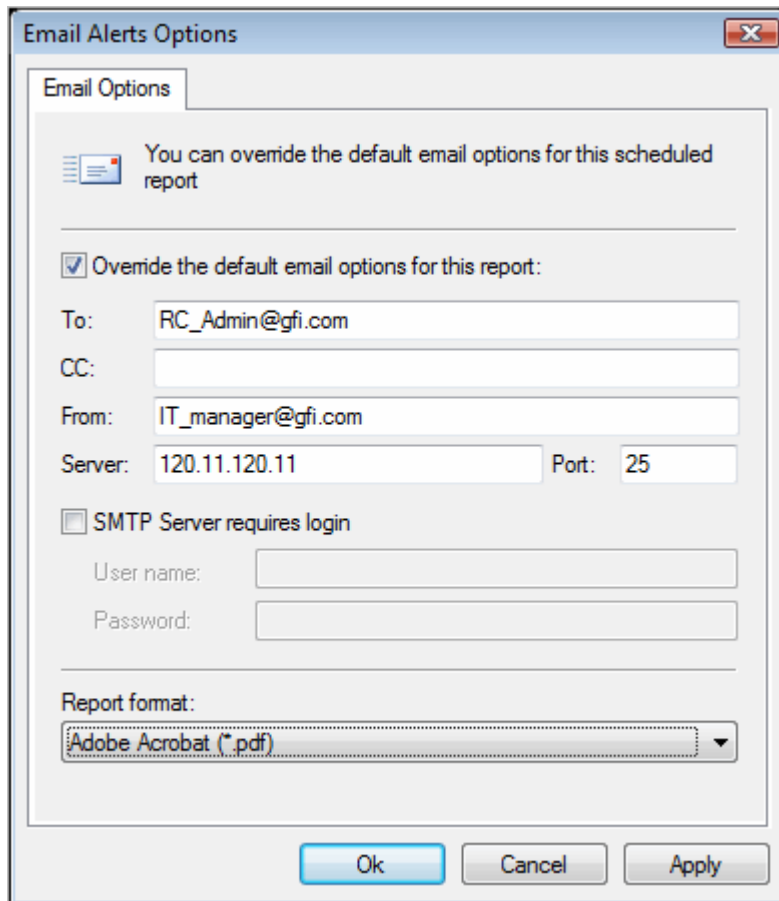 Email Alerts Options
Email Options
You can override the default email options for this scheduled
report
Override the default email options for this report:
To: RC_Admin@gfi.com
CC:
From: IT_manager@gfi.com
Server: 120.11.120.11 Port: 25
SMTP Server requires login
User name:
Password:
Report format:
Adobe Acrobat (*.pdf)
Ok Cancel Apply